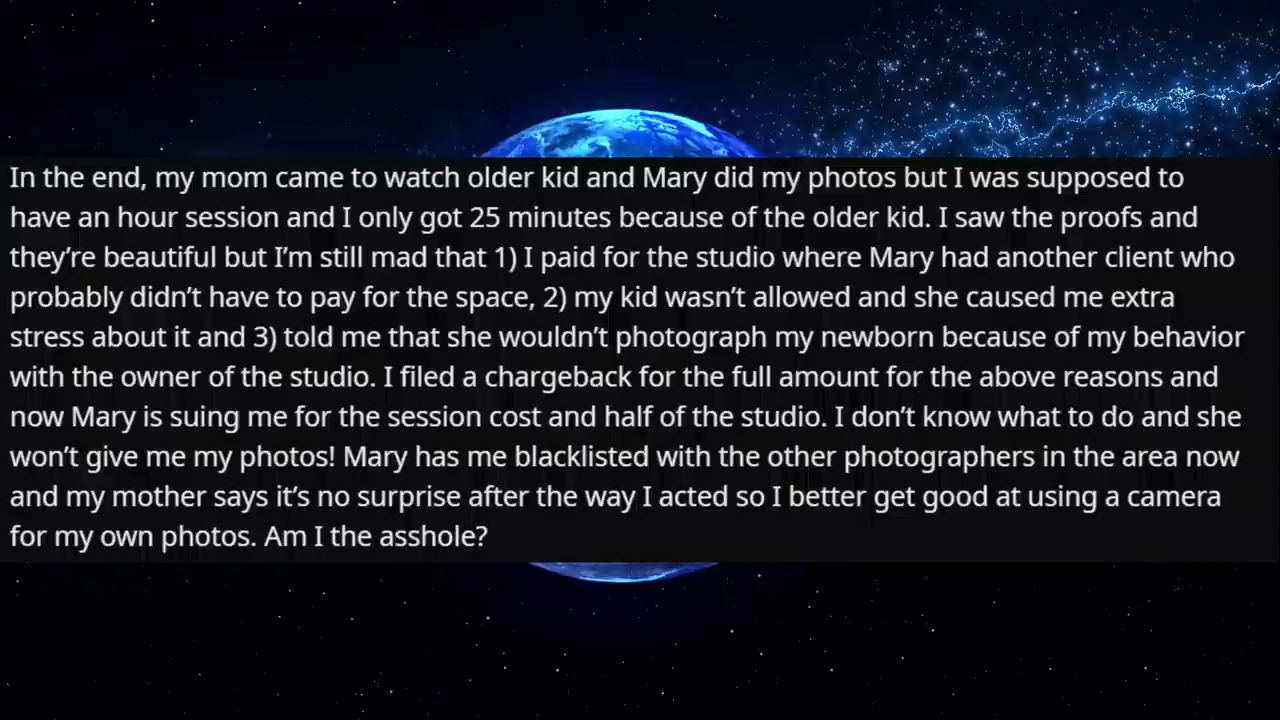 In the end, my mom came to watch older kid and Mary did my photos but I was supposed to
have an hour session and I only got 25 minutes because of the older kid. I saw the proofs and
they’re beautiful but I’m still mad that 1) I paid for the studio where Mary had another client who
probably didn’t have to pay for the space, 2) my kid wasn’t allowed and she caused me extra
stress about it and 3) told me that she wouldn’t photograph my newborn because of my behavior
with the owner of the studio. I filed a chargeback for the full amount for the above reasons and
now Mary is suing me for the session cost and half of the studio. I don’t know what to do and she
won’t give me my photos! Mary has me blacklisted with the other photographers in the area now
and my mother says it’s no surprise after the way I acted so I better get good at using a camera
for my own photos. Am I the asshole?